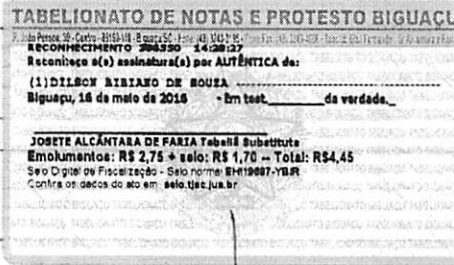 TABELIONATO DE NOTAS E PROTESTO BIGUAÇU
RECONHECIMENTO 14:28:27
Reconheço a(s) assinatura(s) por AUTÊNTICA de:
(1)DILSON BIBIANO DE SOUZA
Biguaçu, 16 de maio de 2016 - Em test. da verdade.
JOSETE ALCÂNTARA DE FARIA Tabeliã Substituta
Emolumentos: R$ 2,75 + selo: R$ 1,70 -- Total: R$4,45
Selo Digital de Fiscalização - Selo normal
Confira os dados do ato em: selo.tjsc.jus.br